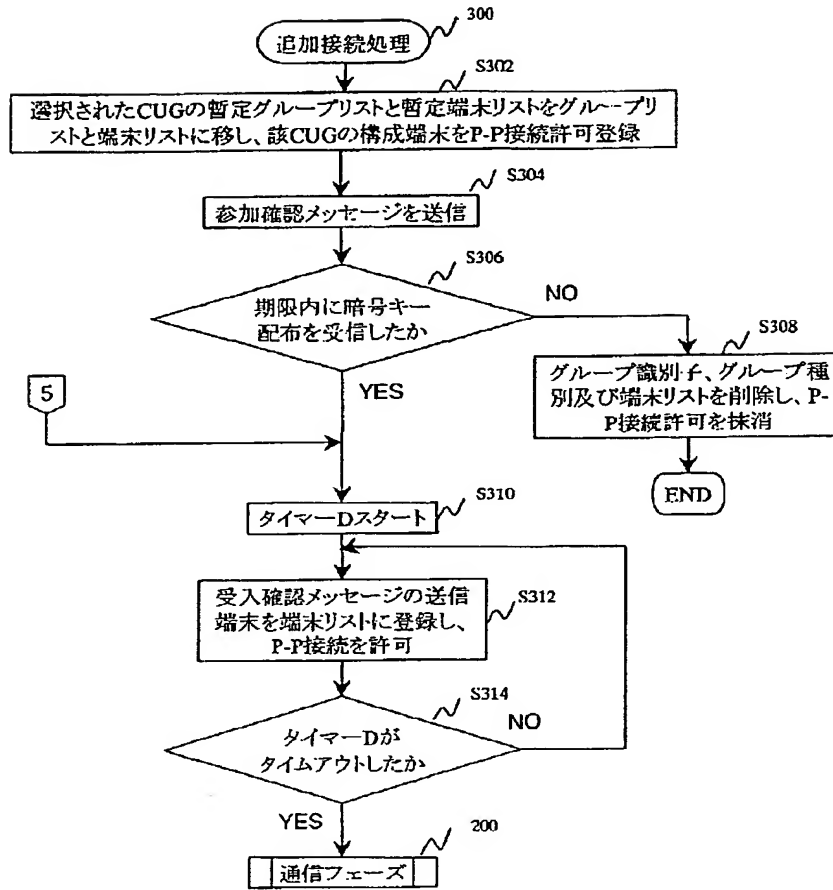 300
追加接続処理
S302
選択されたCUGの暫定グループリストと暫定端末リストをグループリ
ストと端末リストに移し、該CUGの構成端末をP-P接続許可登録
S304
参加確認メッセージを送信
S306
期限内に暗号キー
配布を受信したか
NO
S308
グループ識別子、グループ種
別及び端末リストを削除し、P-
P接続許可を抹消
END
YES
5
S310
タイマーDスタート
S312
受入確認メッセージの送信
端末を端末リストに登録し、
P-P接続を許可
S314
タイマーDが
タイムアウトしたか
NO
YES
200
通信フェーズ